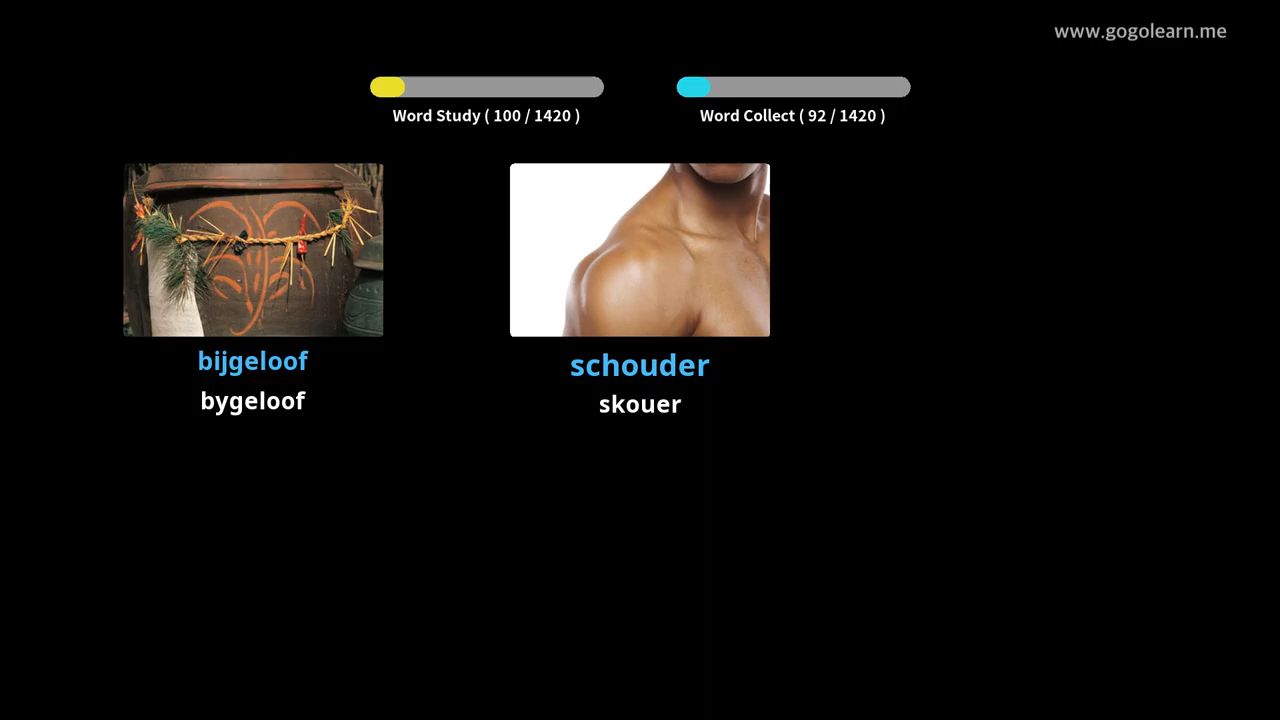 www.gogolearn.me
Word Study ( 100 / 1420 )
Word Collect ( 92 / 1420 )
bijgeloof
bygeloof
schouder
skouer